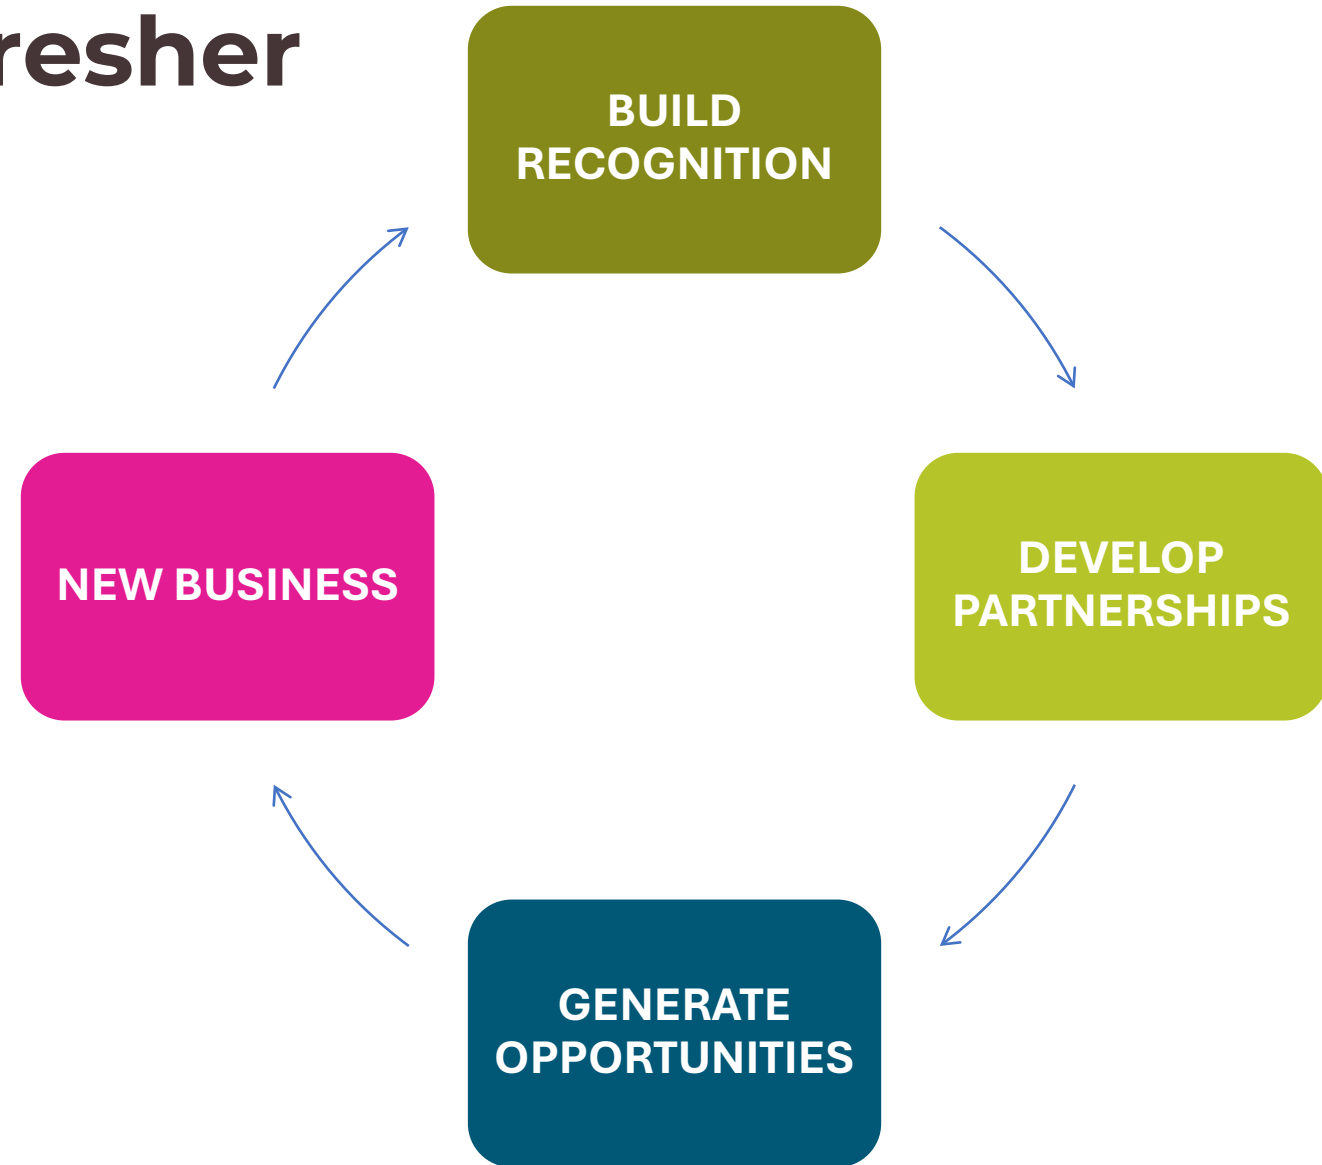 resher
BUILD
RECOGNITION
NEW BUSINESS
DEVELOP
PARTNERSHIPS
GENERATE
OPPORTUNITIES